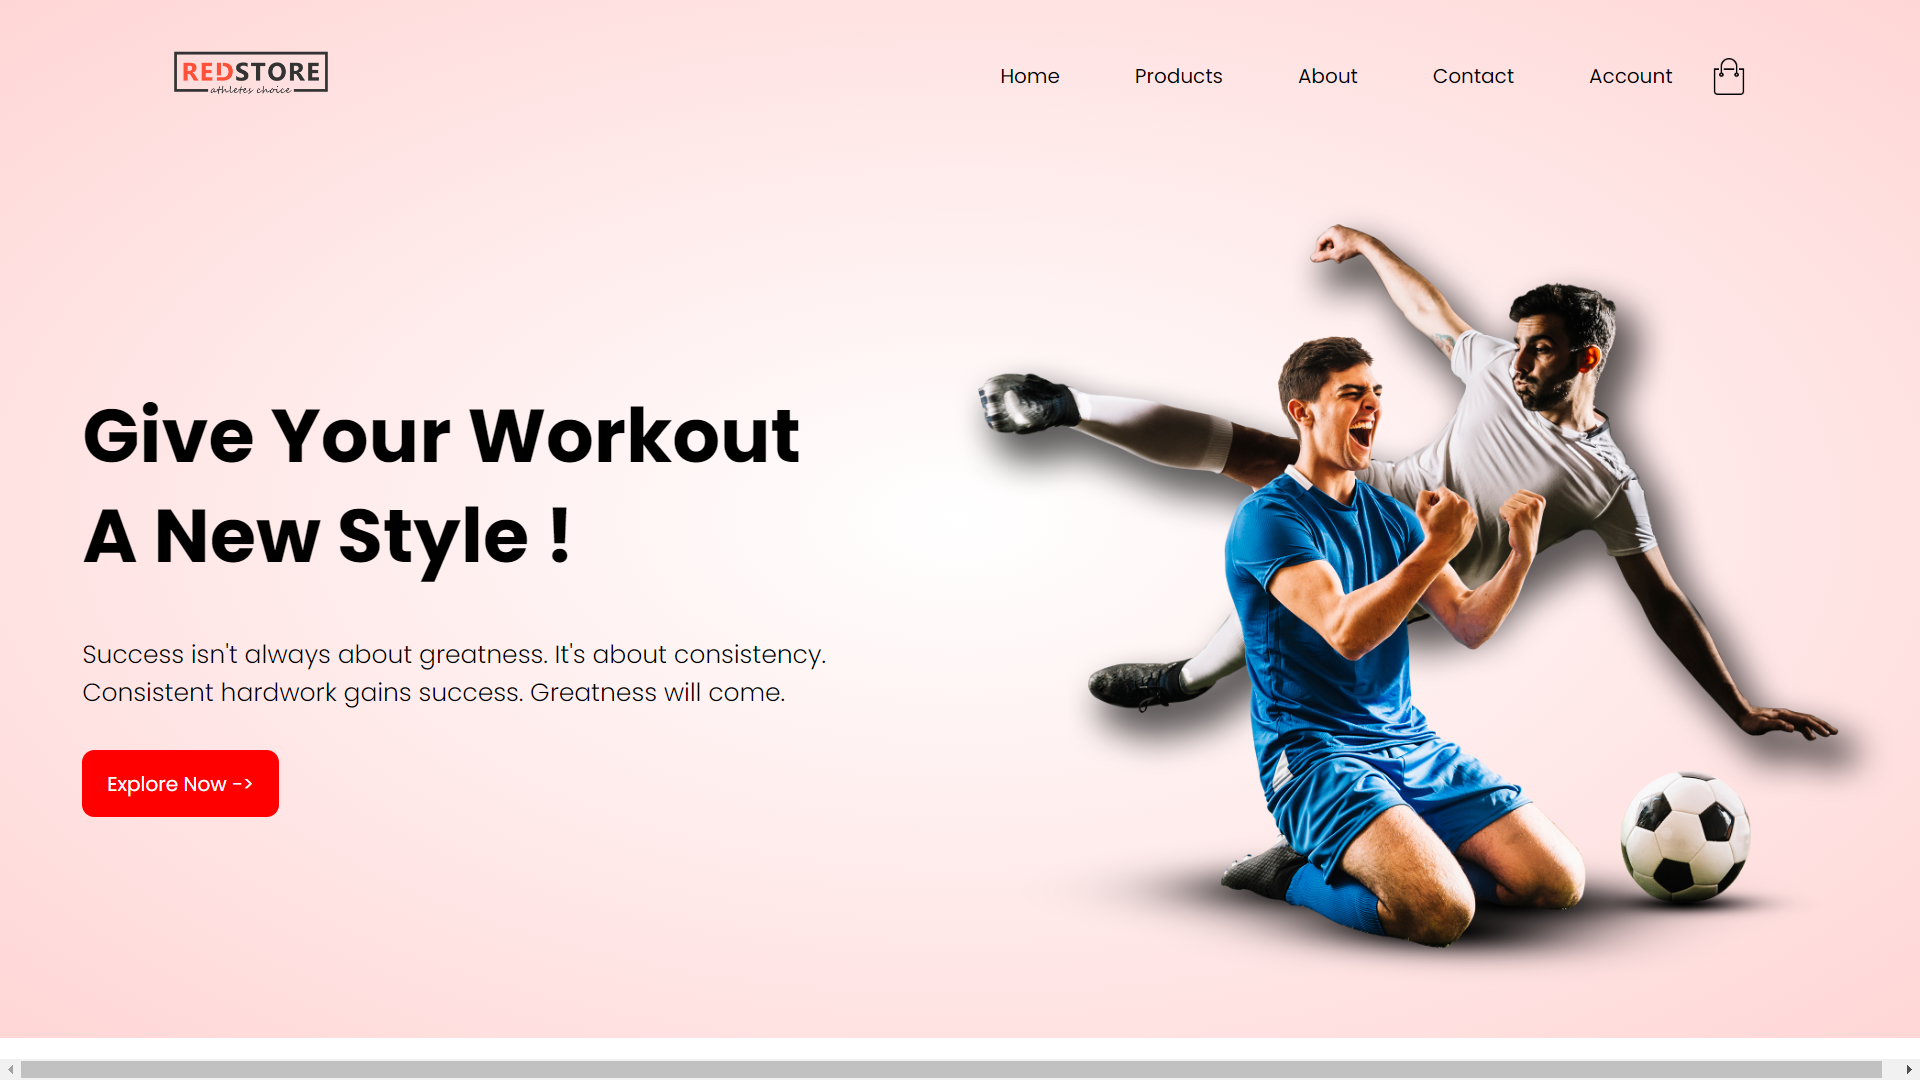 REDSTORE
athletes choice
Home
Products
About
Contact
Account
Give Your Workout
A New Style !
Success isn't always about greatness. It's about consistency.
Consistent hardwork gains success. Greatness will come.
Explore Now ->